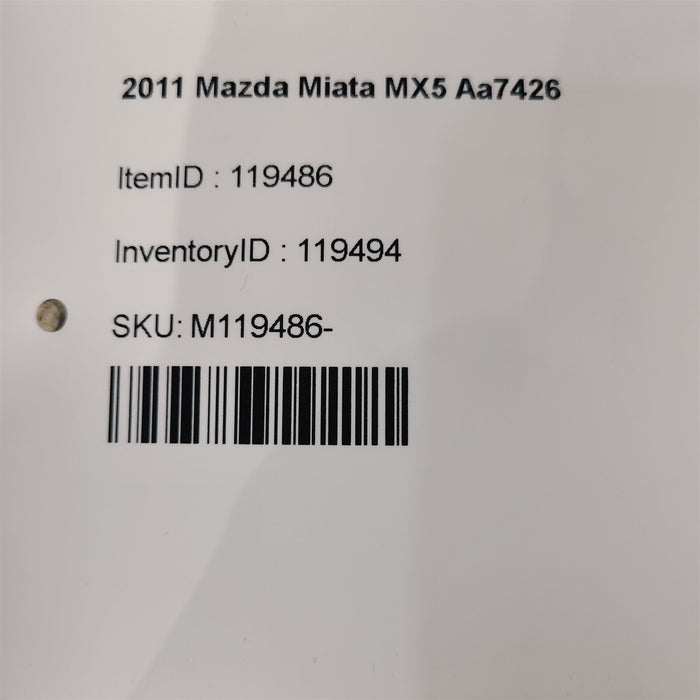 2011 Mazda Miata MX5 Aa7426
ItemID : 119486
InventoryID : 119494
SKU: M119486-